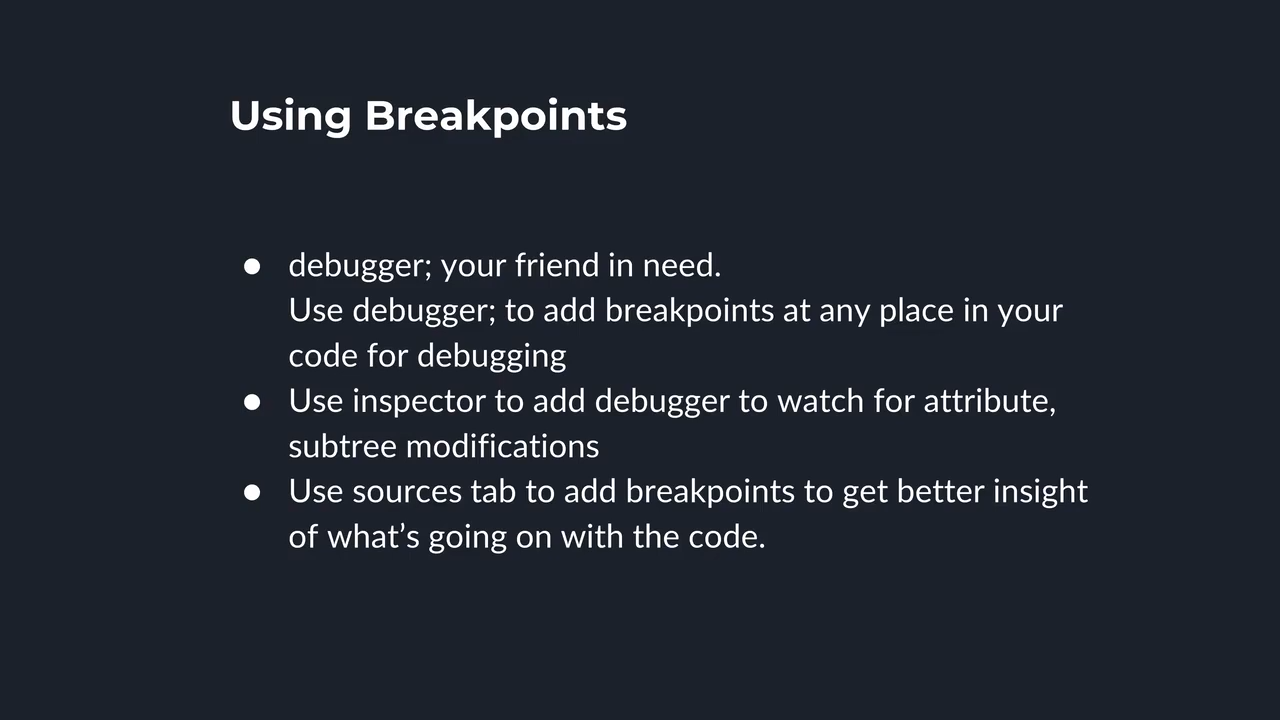 Using Breakpoints
● debugger; your friend in need.
Use debugger; to add breakpoints at any place in your
code for debugging
● Use inspector to add debugger to watch for attribute,
subtree modifications
● Use sources tab to add breakpoints to get better insight
of what’s going on with the code.